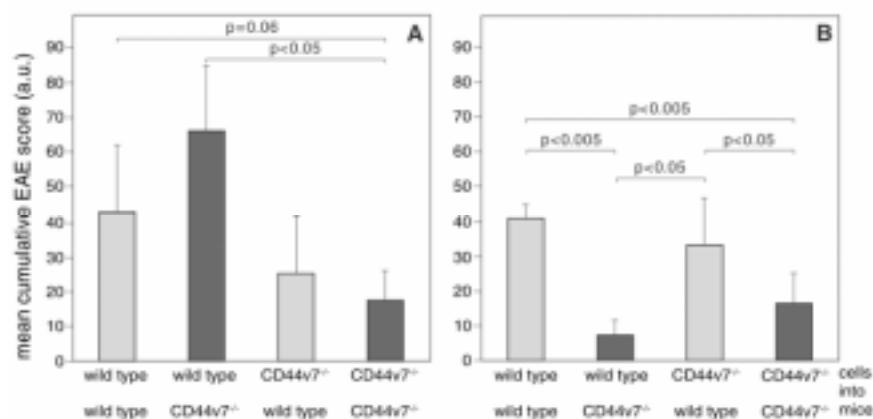 mean cumulative EAE score (a.u.)
A
p=0.06
p<0.05
90
80
70
60
50
40
30
20
10
0
wild type wild type CD44v7-/- CD44v7-/-
wild type CD44v7-/- wild type CD44v7-/-
B
p<0.005
p<0.005 p<0.05
p<0.05
90
80
70
60
50
40
30
20
10
0
wild type wild type CD44v7-/- CD44v7-/- cells
into
wild type CD44v7-/- wild type CD44v7-/- mice